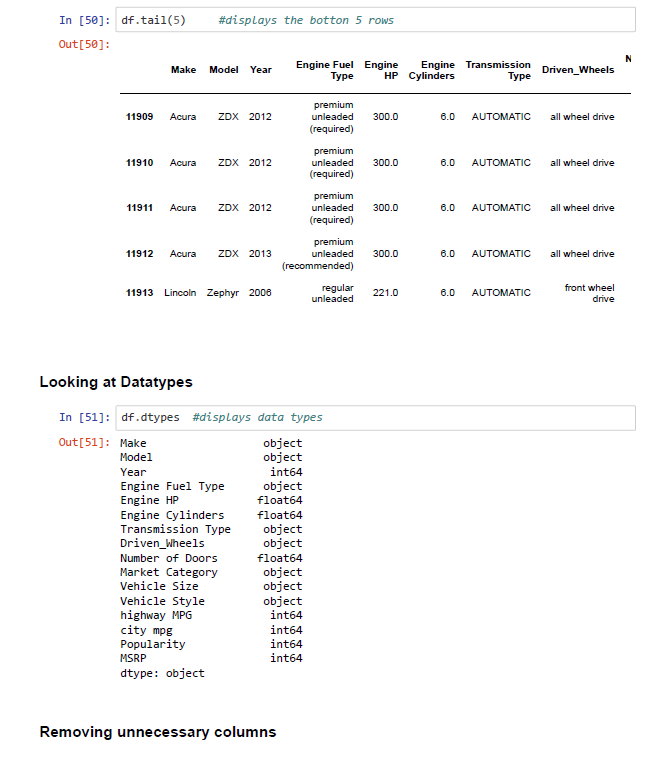 In [50]: df.tail(5)     #displays the botton 5 rows
Out[50]:
Make Model Year Engine Fuel Type Engine HP Engine Cylinders Transmission Type Driven_Wheels N
11909 Acura ZDX 2012 premium unleaded (required) 300.0 6.0 AUTOMATIC all wheel drive
11910 Acura ZDX 2012 premium unleaded (required) 300.0 6.0 AUTOMATIC all wheel drive
11911 Acura ZDX 2012 premium unleaded (required) 300.0 6.0 AUTOMATIC all wheel drive
11912 Acura ZDX 2013 premium unleaded (recommended) 300.0 6.0 AUTOMATIC all wheel drive
11913 Lincoln Zephyr 2006 regular unleaded 221.0 6.0 AUTOMATIC front wheel drive
Looking at Datatypes
In [51]: df.dtypes  #displays data types
Out[51]: Make object
Model object
Year int64
Engine Fuel Type object
Engine HP float64
Engine Cylinders float64
Transmission Type object
Driven_Wheels object
Number of Doors float64
Market Category object
Vehicle Size object
Vehicle Style object
highway MPG int64
city mpg int64
Popularity int64
MSRP int64
dtype: object
Removing unnecessary columns